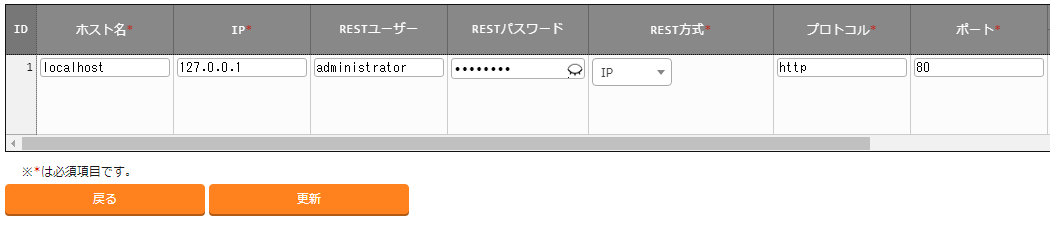 ID ホスト名* IP* RESTユーザー RESTパスワード REST方式* プロトコル* ポート*
1 localhost 127.0.0.1 administrator •••••••• IP http 80
※*は必須項目です。
戻る 更新